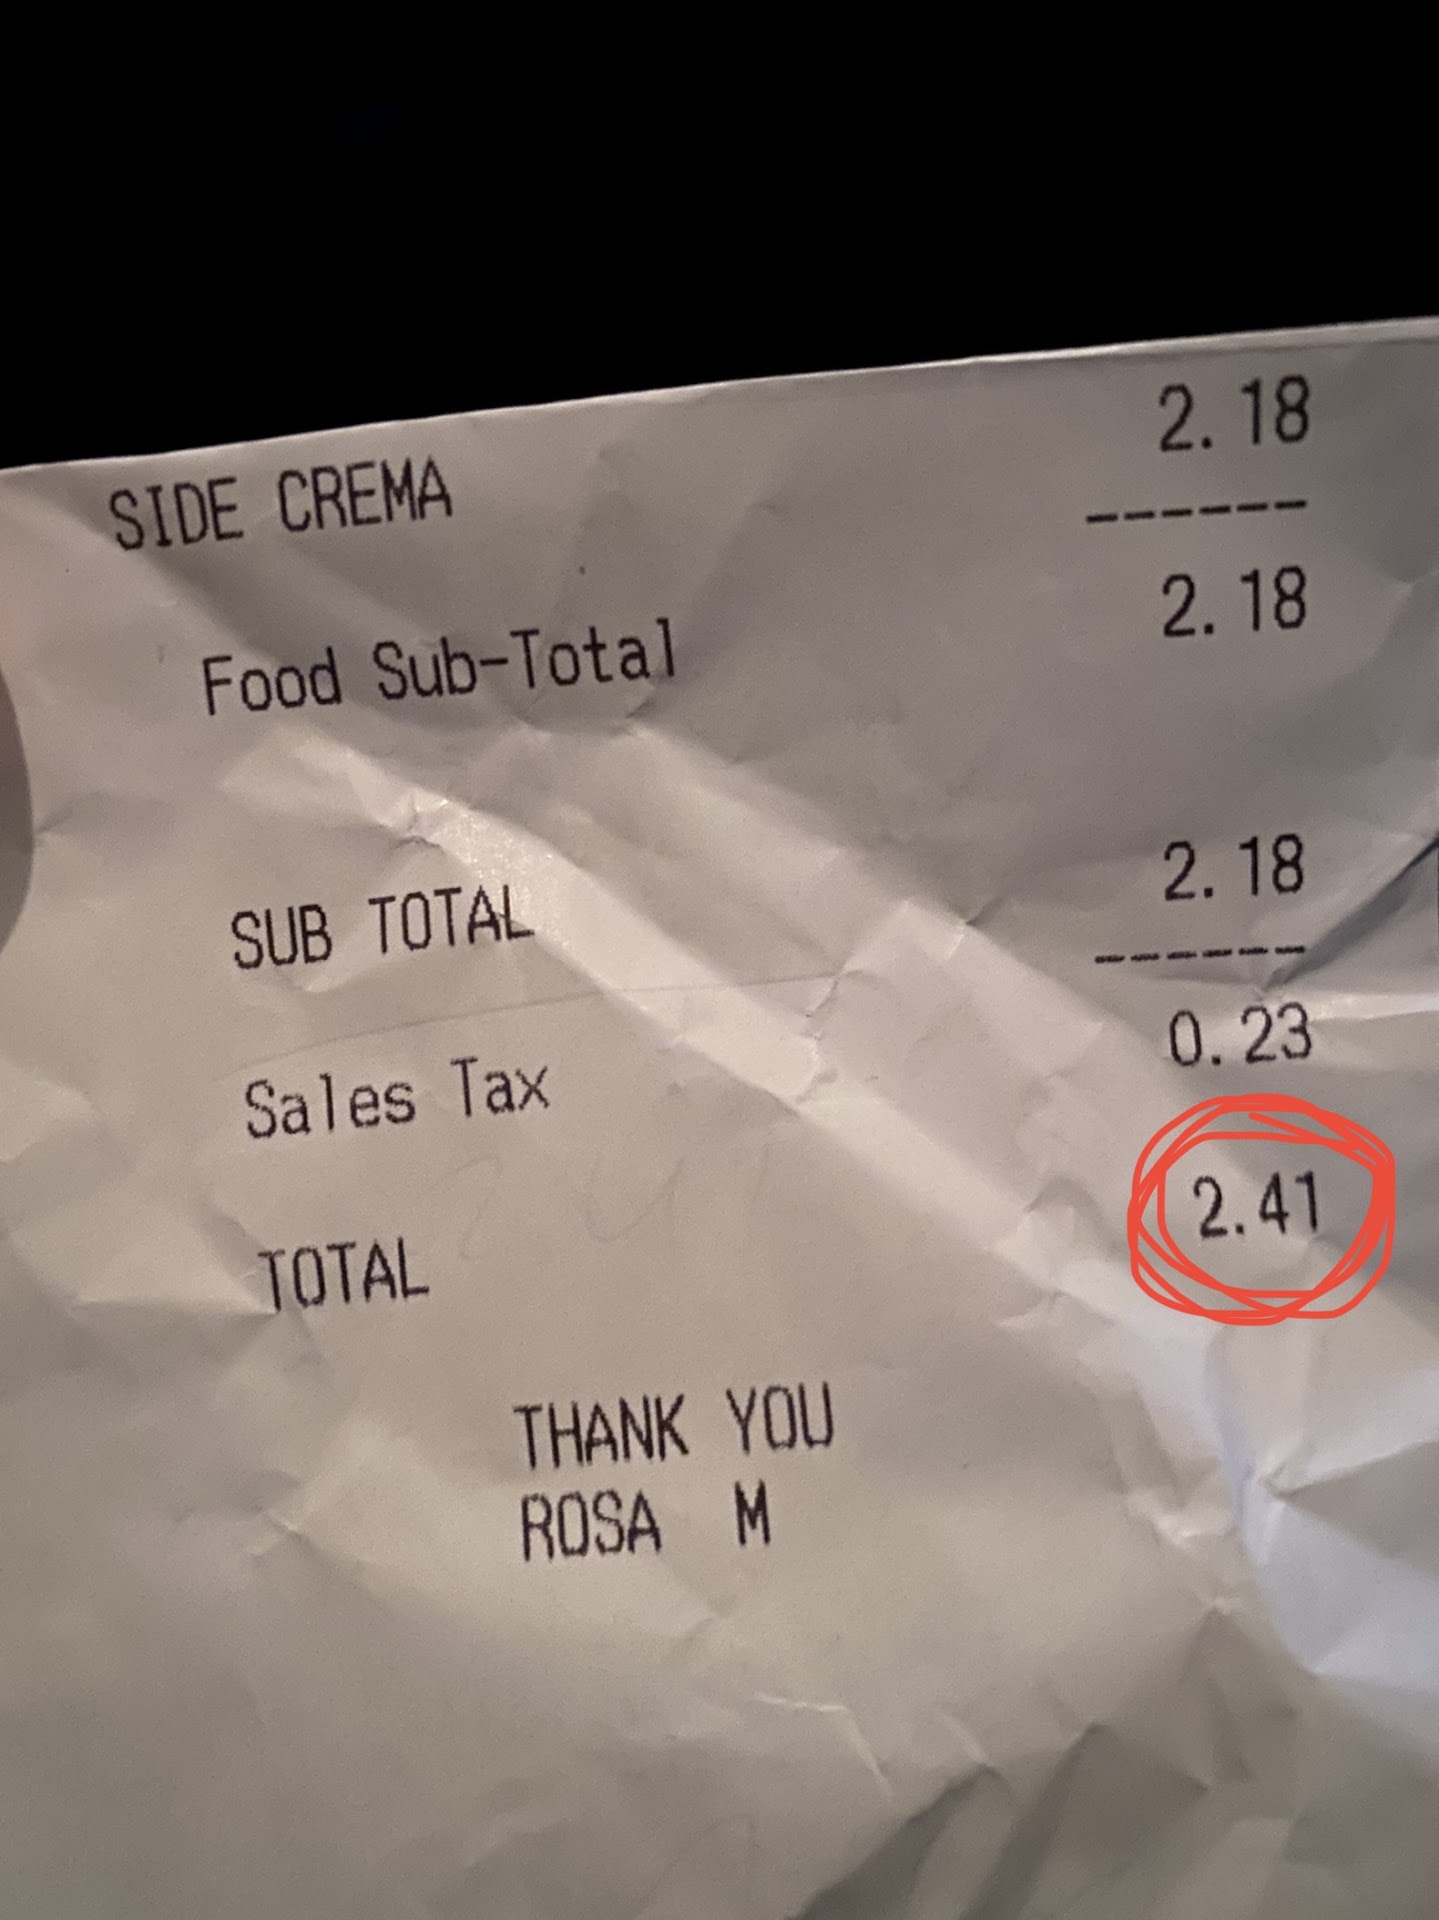 SIDE CREMA 2.18
------
Food Sub-Total 2.18
SUB TOTAL 2.18
------
Sales Tax 0.23
TOTAL 2.41
THANK YOU
ROSA M